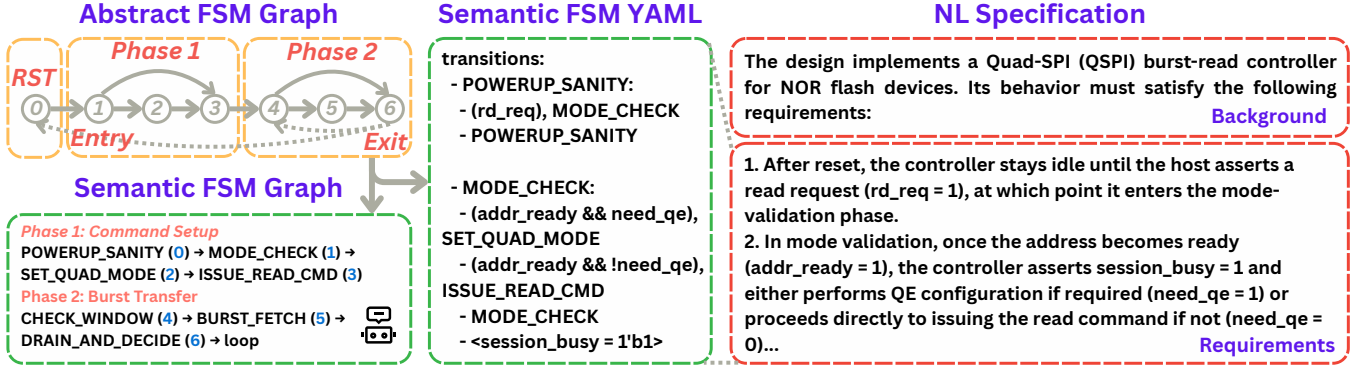 Abstract FSM Graph
RST
Phase 1
Phase 2
0
1
2
3
4
5
6
Entry
Exit
Semantic FSM Graph
Phase 1: Command Setup
POWERUP_SANITY (0) → MODE_CHECK (1) →
SET_QUAD_MODE (2) → ISSUE_READ_CMD (3)
Phase 2: Burst Transfer
CHECK_WINDOW (4) → BURST_FETCH (5) →
DRAIN_AND_DECIDE (6) → loop
Semantic FSM YAML
transitions:
- POWERUP_SANITY:
- (rd_req), MODE_CHECK
- POWERUP_SANITY
- MODE_CHECK:
- (addr_ready && need_qe),
SET_QUAD_MODE
- (addr_ready && !need_qe),
ISSUE_READ_CMD
- MODE_CHECK
- <session_busy = 1'b1>
NL Specification
The design implements a Quad-SPI (QSPI) burst-read controller
for NOR flash devices. Its behavior must satisfy the following
requirements:
Background
1. After reset, the controller stays idle until the host asserts a
read request (rd_req = 1), at which point it enters the mode-
validation phase.
2. In mode validation, once the address becomes ready
(addr_ready = 1), the controller asserts session_busy = 1 and
either performs QE configuration if required (need_qe = 1) or
proceeds directly to issuing the read command if not (need_qe =
0)...
Requirements